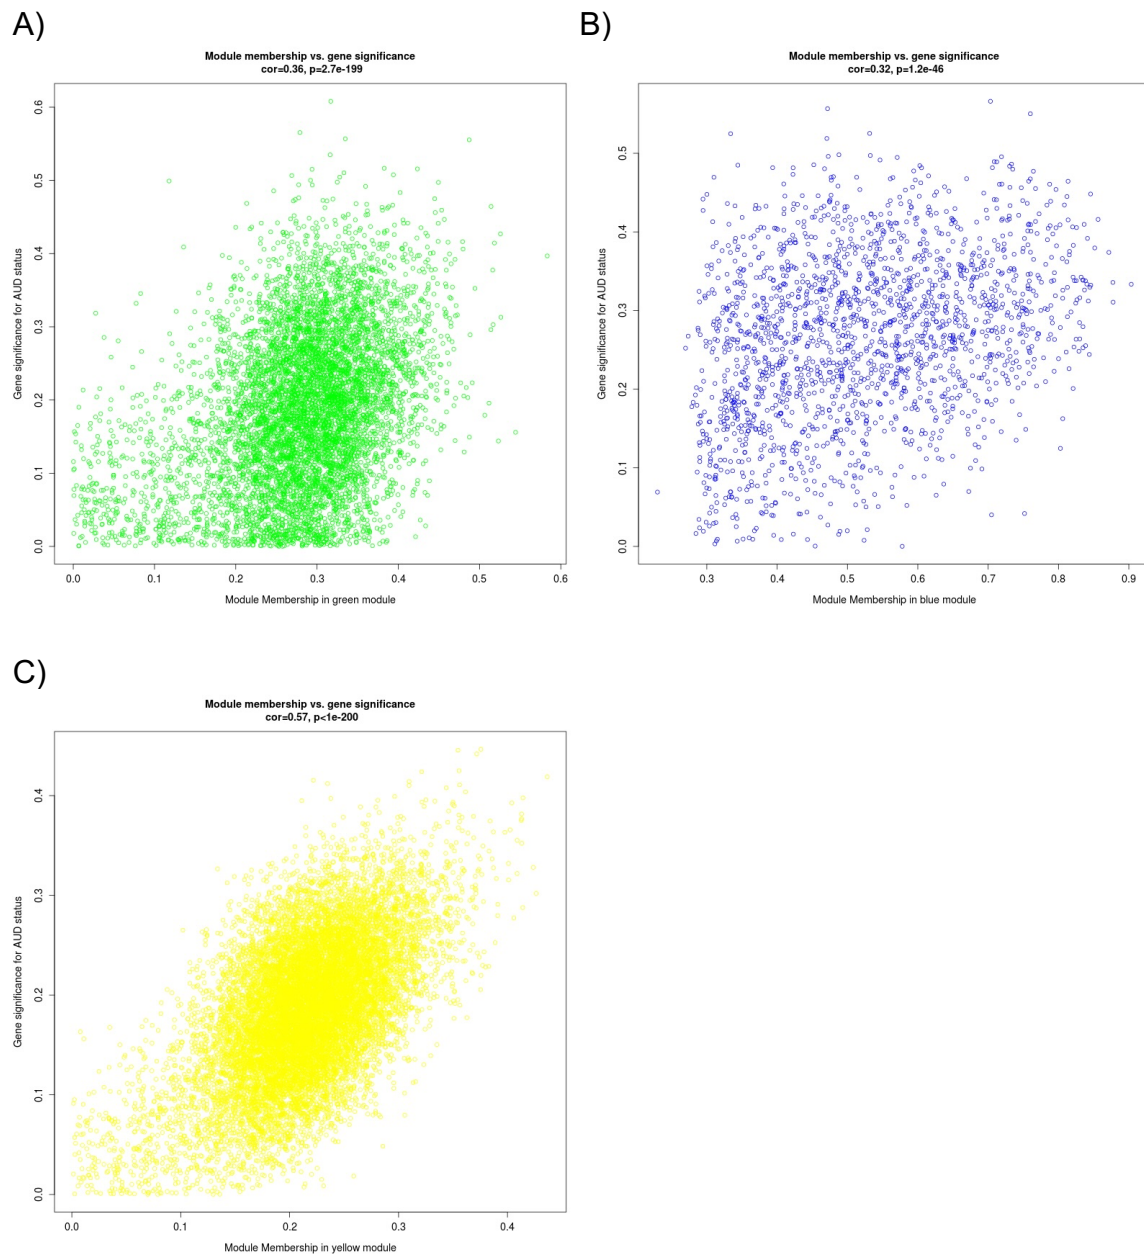 A)
Module membership vs. gene significance
cor=0.36, p=2.7e-199
Gene significance for AUD status
0.6
0.5
0.4
0.3
0.2
0.1
0.0
0.0 0.1 0.2 0.3 0.4 0.5 0.6
Module Membership in green module
B)
Module membership vs. gene significance
cor=0.32, p=1.2e-46
Gene significance for AUD status
0.5
0.4
0.3
0.2
0.1
0.0
0.3 0.4 0.5 0.6 0.7 0.8 0.9
Module Membership in blue module
C)
Module membership vs. gene significance
cor=0.57, p<1e-200
Gene significance for AUD status
0.4
0.3
0.2
0.1
0.0
0.0 0.1 0.2 0.3 0.4
Module Membership in yellow module